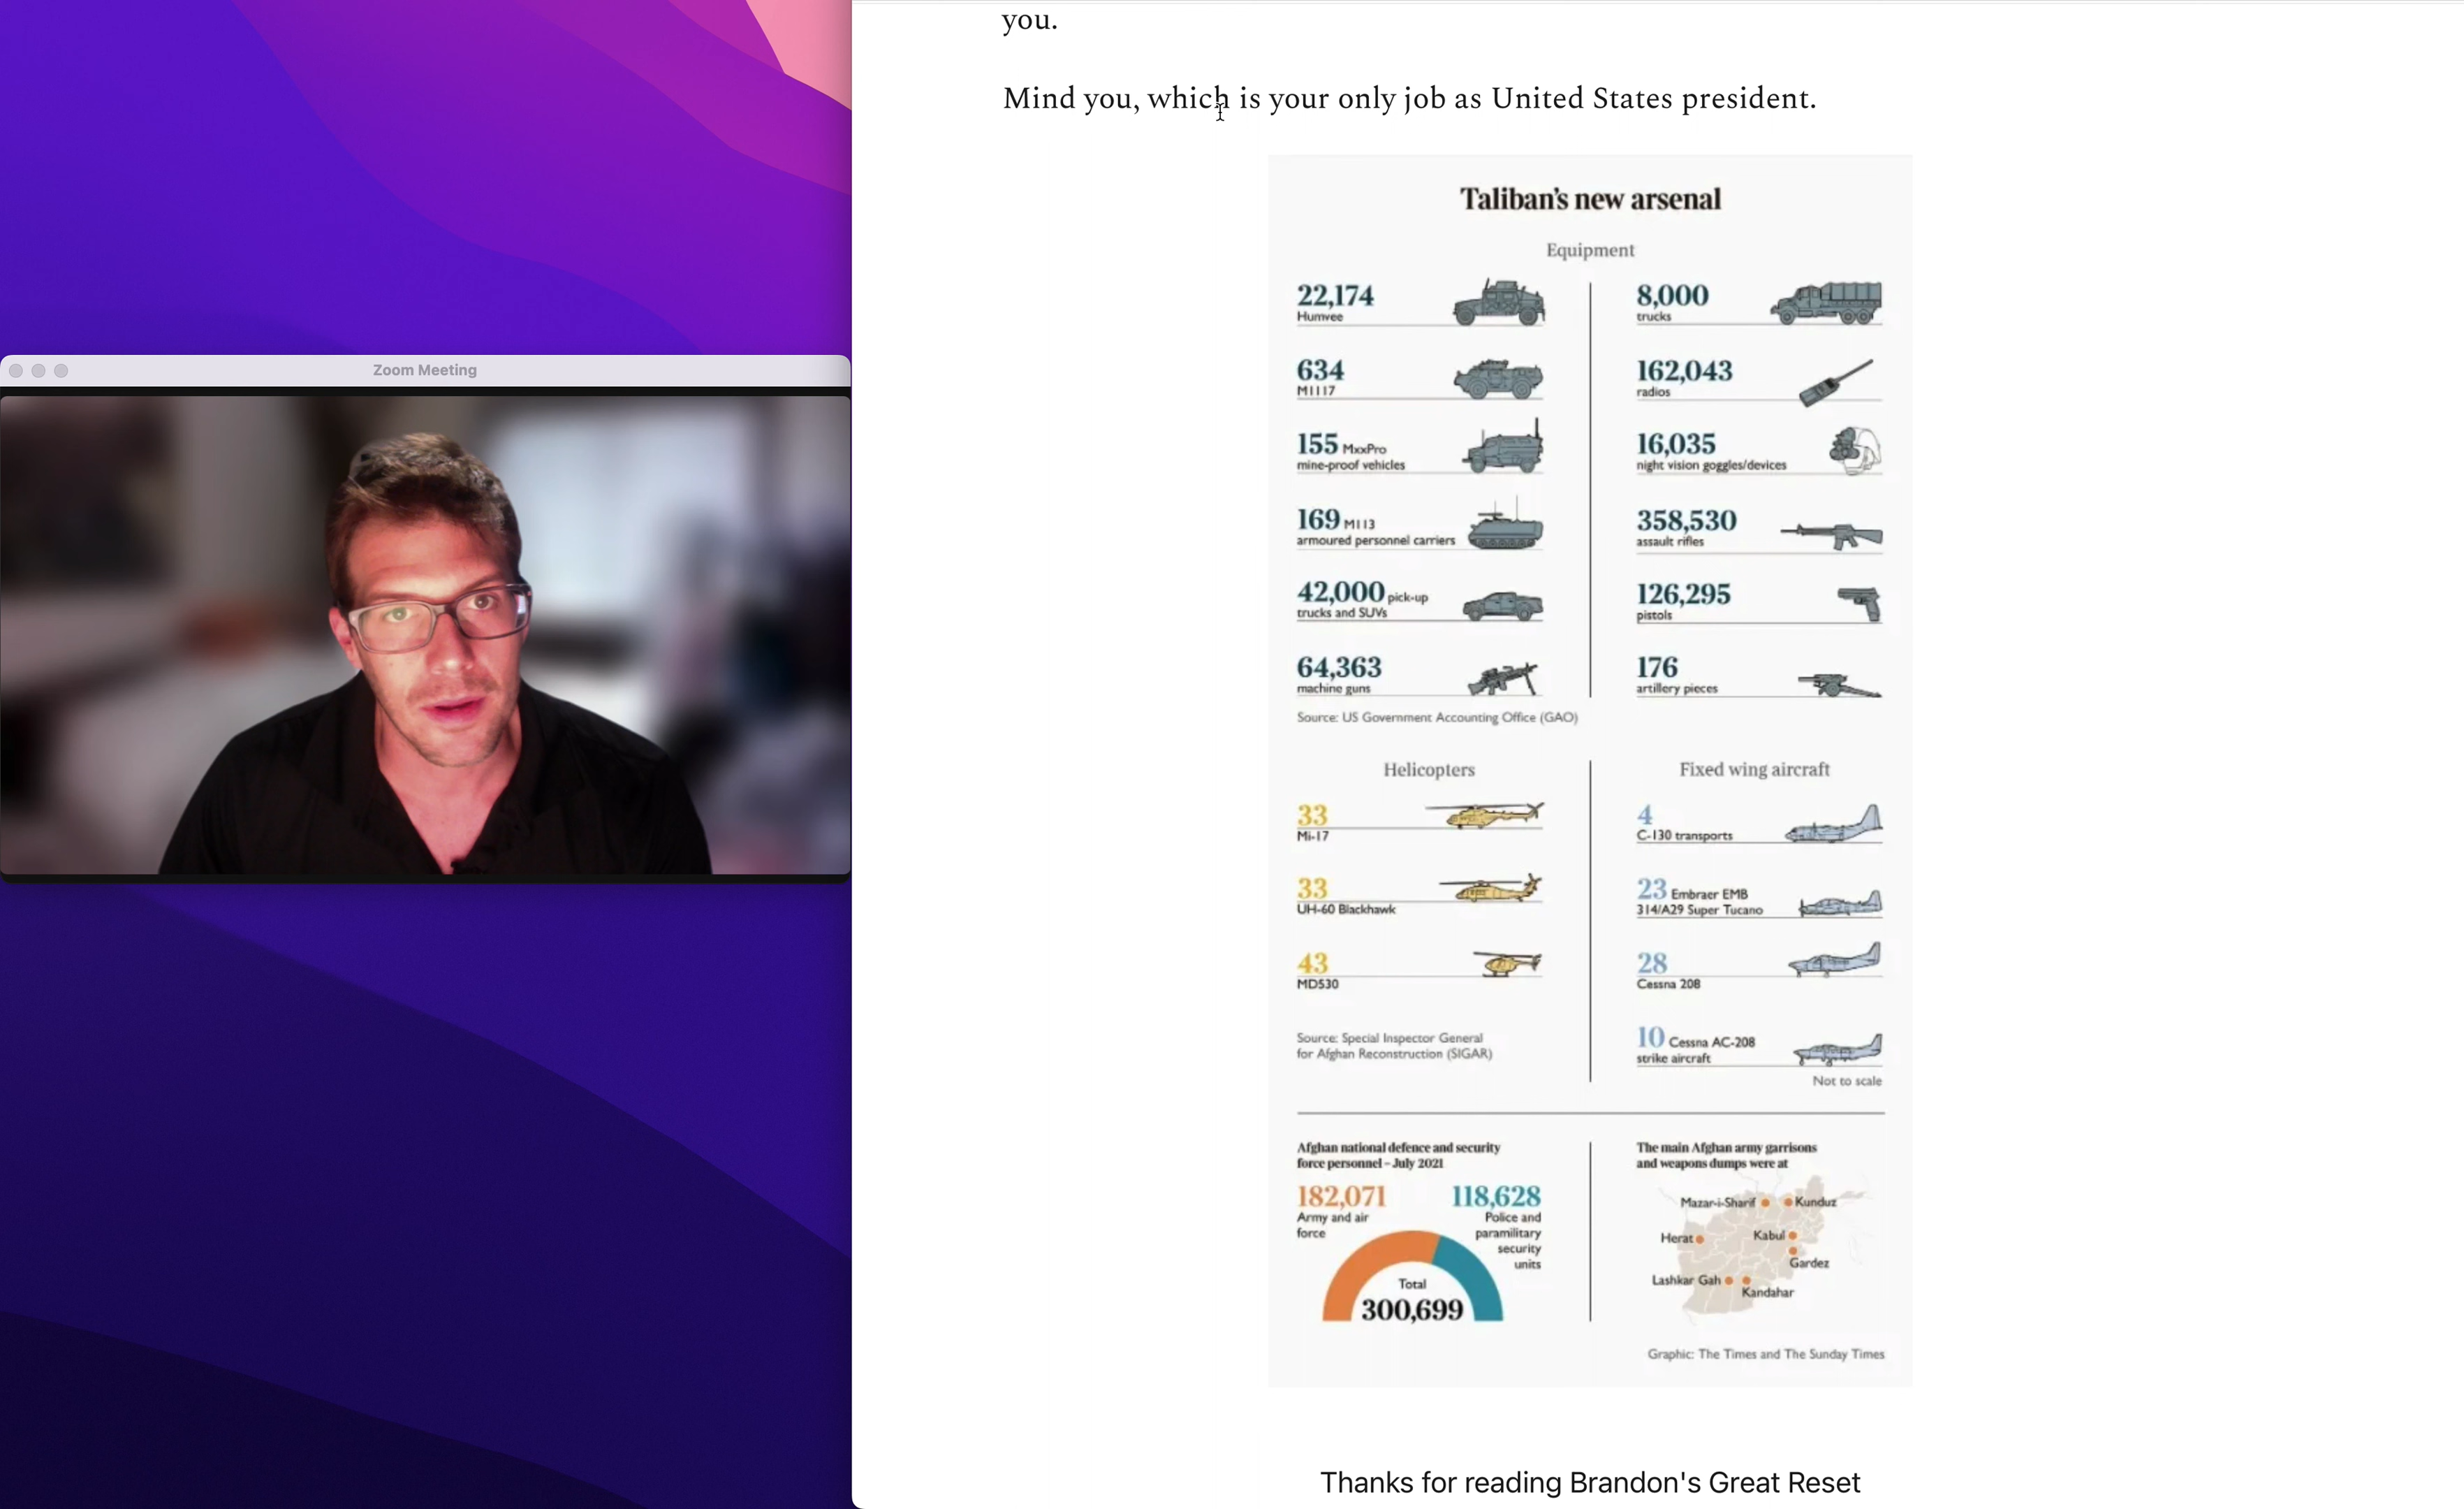 you.
Mind you, which is your only job as United States president.
Zoom Meeting
Taliban's new arsenal
Equipment
22,174
Humvee
8,000
trucks
634
M1117
162,043
radios
155 MxxPro
mine-proof vehicles
16,035
night vision goggles/devices
169 M113
armoured personnel carriers
358,530
assault rifles
42,000 pick-up
trucks and SUVs
126,295
pistols
64,363
machine guns
176
artillery pieces
Source: US Government Accounting Office (GAO)
Helicopters
33
Mi-17
33
UH-60 Blackhawk
43
MD530
Source: Special Inspector General
for Afghan Reconstruction (SIGAR)
Fixed wing aircraft
4
C-130 transports
23 Embraer EMB
314/A29 Super Tucano
28
Cessna 208
10 Cessna AC-208
strike aircraft
Not to scale
Afghan national defence and security
force personnel – July 2021
182,071
Army and air
force
118,628
Police and
paramilitary
security
units
Total
300,699
The main Afghan army garrisons
and weapons dumps were at
Mazar-i-Sharif
Kunduz
Herat
Kabul
Gardez
Lashkar Gah
Kandahar
Graphic: The Times and The Sunday Times
Thanks for reading Brandon's Great Reset